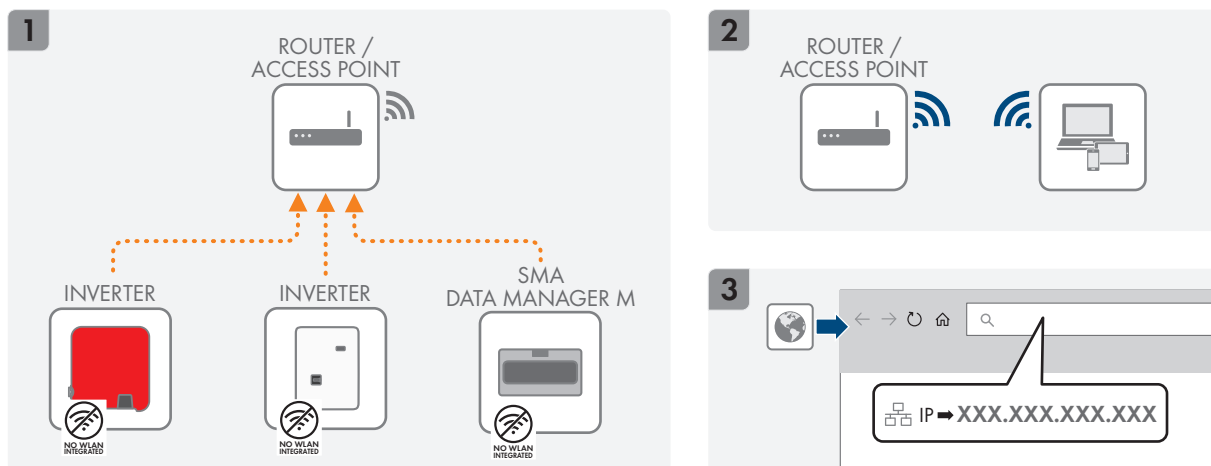 1
ROUTER /
ACCESS POINT
INVERTER
INVERTER
SMA
DATA MANAGER M
NO WLAN
INTEGRATED
NO WLAN
INTEGRATED
NO WLAN
INTEGRATED
2
ROUTER /
ACCESS POINT
3
IP ➡ XXX.XXX.XXX.XXX